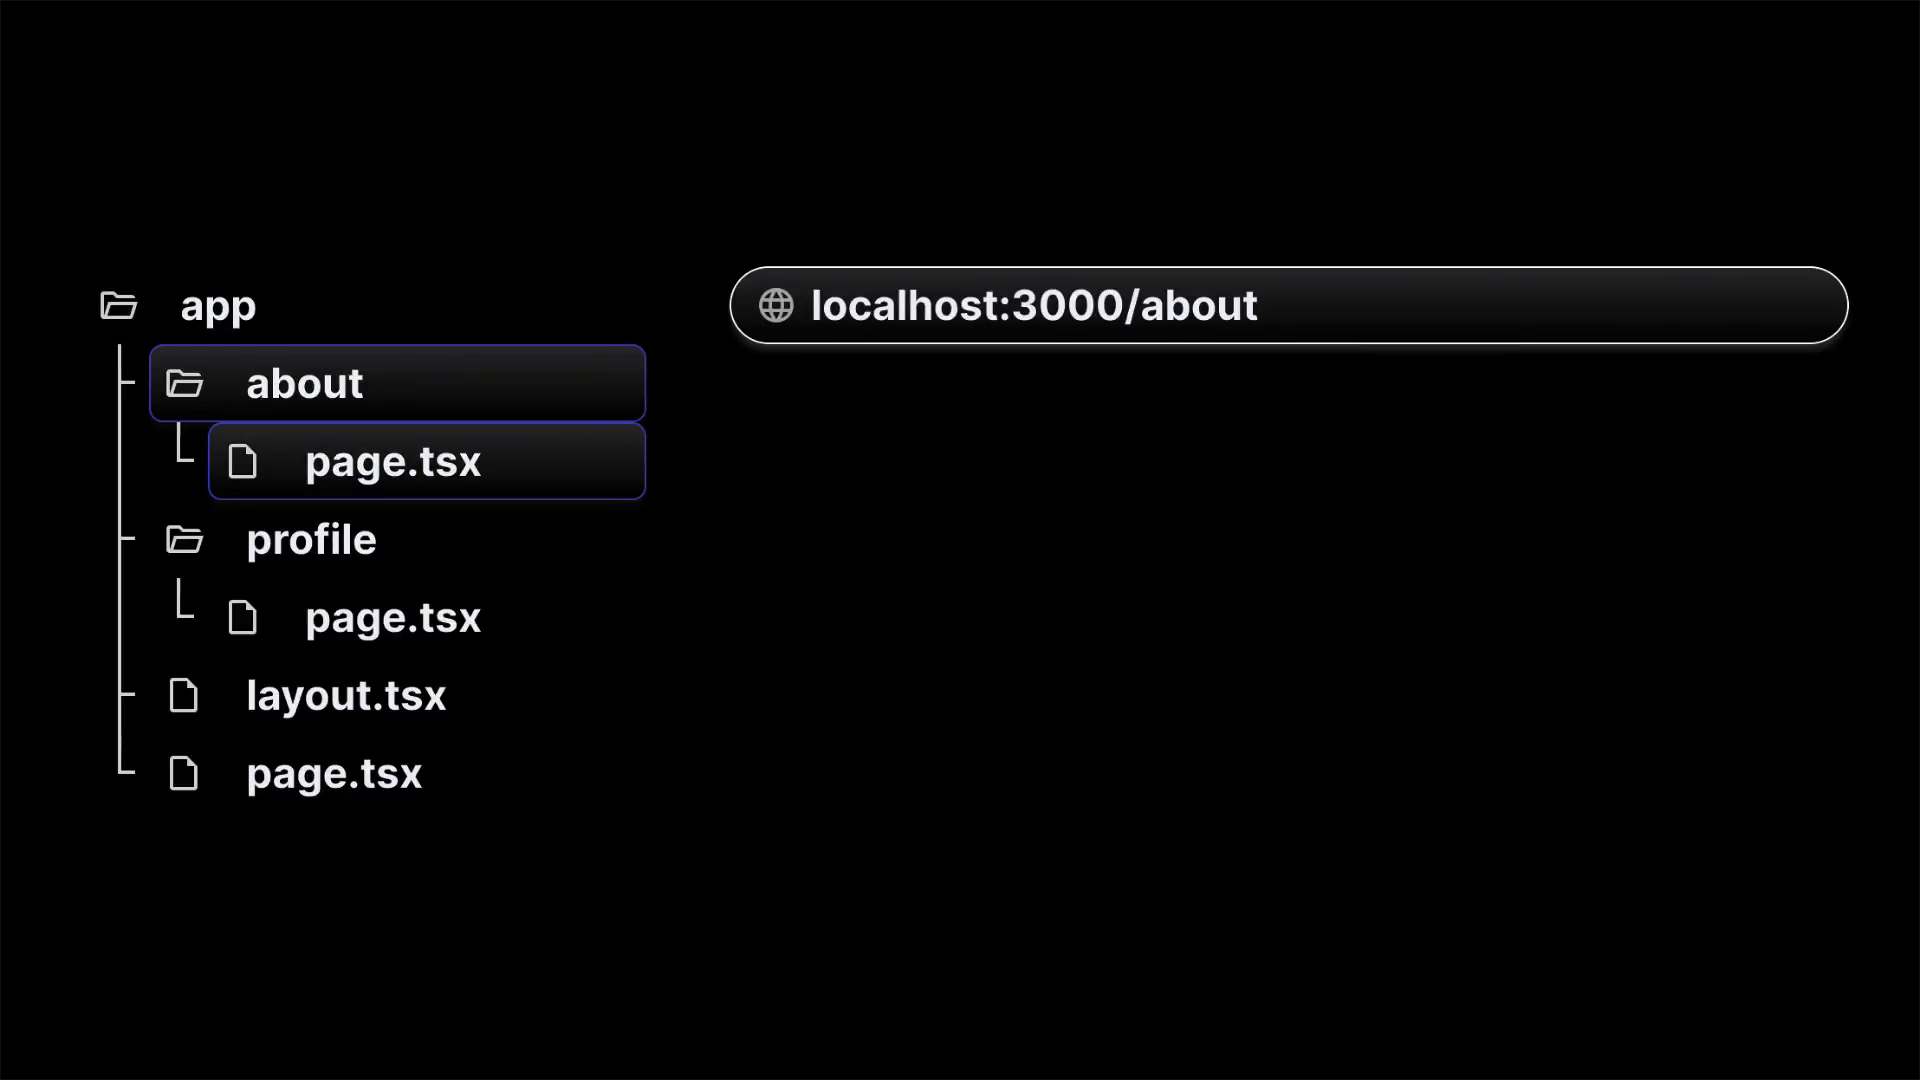 app
localhost:3000/about
about
page.tsx
profile
page.tsx
layout.tsx
page.tsx